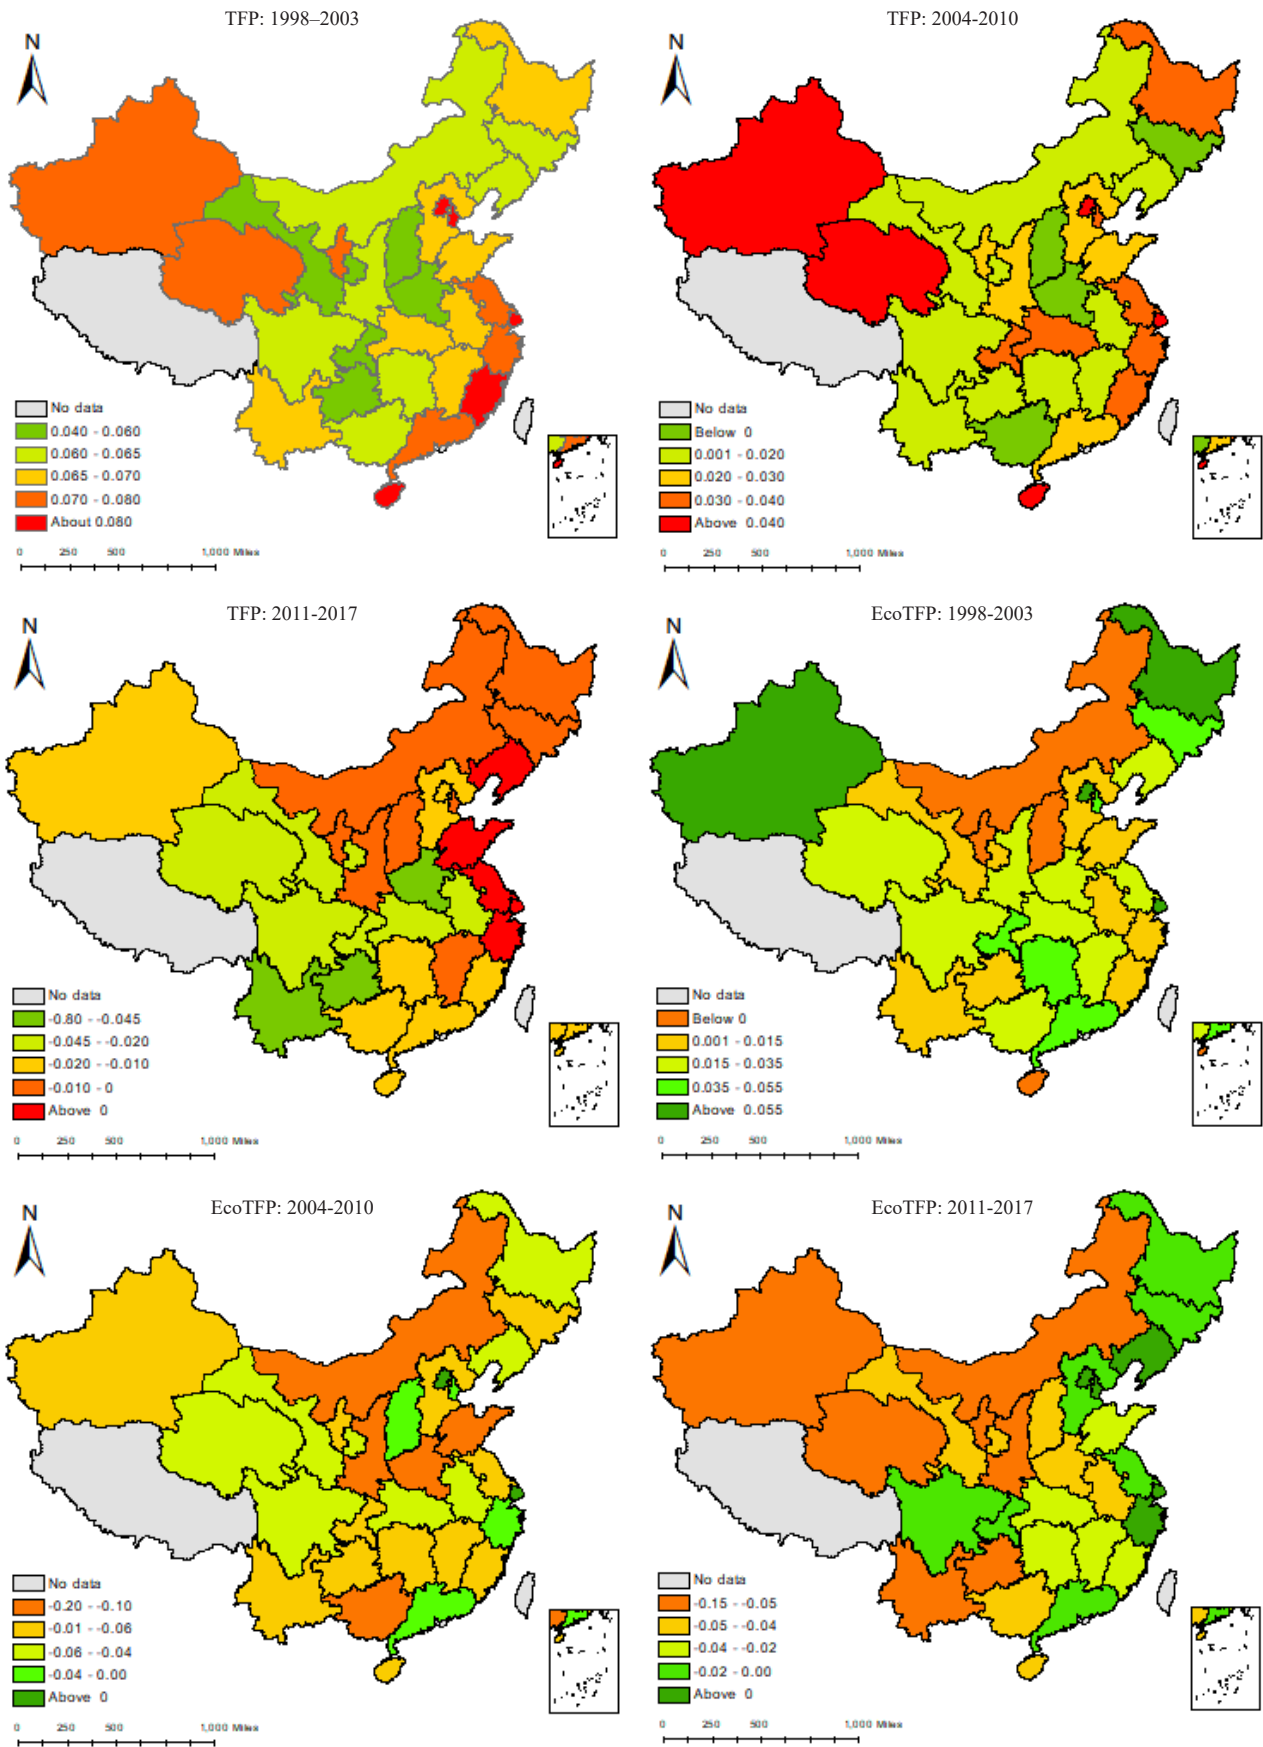 TFP: 1998–2003
N
No data
0.040 - 0.060
0.060 - 0.065
0.065 - 0.070
0.070 - 0.080
About 0.080
0 250 500 1,000 Miles
TFP: 2004-2010
N
No data
Below 0
0.001 - 0.020
0.020 - 0.030
0.030 - 0.040
Above 0.040
0 250 500 1,000 Miles
TFP: 2011-2017
N
No data
-0.80 - -0.045
-0.045 - -0.020
-0.020 - -0.010
-0.010 - 0
Above 0
0 250 500 1,000 Miles
EcoTFP: 1998-2003
N
No data
Below 0
0.001 - 0.015
0.015 - 0.035
0.035 - 0.055
Above 0.055
0 250 500 1,000 Miles
EcoTFP: 2004-2010
N
No data
-0.20 - -0.10
-0.01 - -0.06
-0.06 - -0.04
-0.04 - 0.00
Above 0
0 250 500 1,000 Miles
EcoTFP: 2011-2017
N
No data
-0.15 - -0.05
-0.05 - -0.04
-0.04 - -0.02
-0.02 - 0.00
Above 0
0 250 500 1,000 Miles